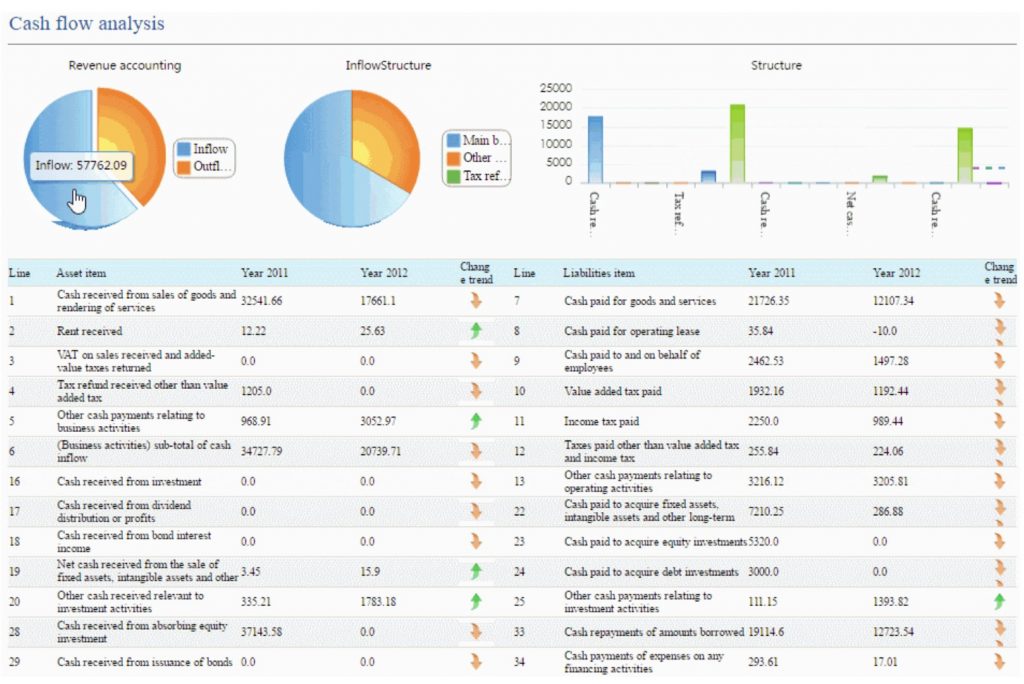 Cash flow analysis
Revenue accounting
Inflow: 57762.09
Inflow
Outfl...
InflowStructure
Main b...
Other ...
Tax ref...
Structure
25000
20000
15000
10000
5000
0
Cash re...
Tax ref...
Cash re...
Net cas...
Cash re...
Line Asset item Year 2011 Year 2012 Chang Line Liabilities item Year 2011 Year 2012 Chang
e trend e trend
1 Cash received from sales of goods and 32541.66 17661.1 7 Cash paid for goods and services 21726.35 12107.34
rendering of services
2 Rent received 12.22 25.63 8 Cash paid for operating lease 35.84 -10.0
3 VAT on sales received and added- 0.0 0.0 9 Cash paid to and on behalf of 2462.53 1497.28
value taxes returned employees
4 Tax refund received other than value 1205.0 0.0 10 Value added tax paid 1932.16 1192.44
added tax
5 Other cash payments relating to 968.91 3052.97 11 Income tax paid 2250.0 989.44
business activities
6 (Business activities) sub-total of cash 34727.79 20739.71 12 Taxes paid other than value added tax 255.84 224.06
inflow and income tax
16 Cash received from investment 0.0 0.0 13 Other cash payments relating to 3216.12 3205.81
operating activities
17 Cash received from dividend 0.0 0.0 22 Cash paid to acquire fixed assets, 7210.25 286.88
distribution or profits intangible assets and other long-term
18 Cash received from bond interest 0.0 0.0 23 Cash paid to acquire equity investments 5320.0 0.0
income
19 Net cash received from the sale of 3.45 15.9 24 Cash paid to acquire debt investments 3000.0 0.0
fixed assets, intangible assets and other
20 Other cash received relevant to 335.21 1783.18 25 Other cash payments relating to 111.15 1393.82
investment activities investment activities
28 Cash received from absorbing equity 37143.58 0.0 33 Cash repayments of amounts borrowed 19114.6 12723.54
investment
29 Cash received from issuance of bonds 0.0 0.0 34 Cash payments of expenses on any 293.61 17.01
financing activities